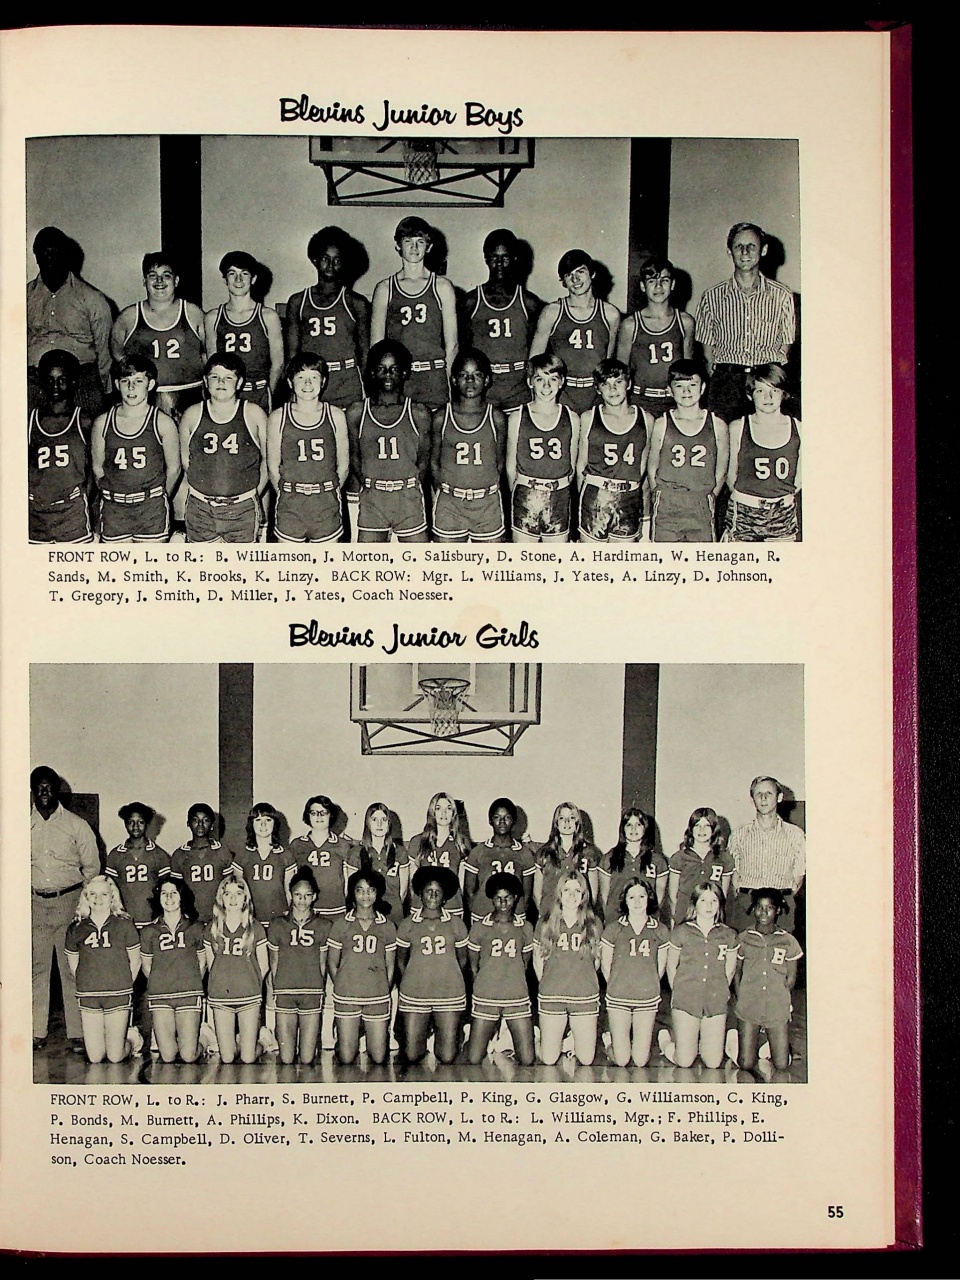 Blevins Junior Boys
12 23 35 33 31 41 13
25 45 34 15 11 21 53 54 32 50
FRONT ROW, L. to R.: B. Williamson, J. Morton, G. Salisbury, D. Stone, A. Hardiman, W. Henagan, R.
Sands, M. Smith, K. Brooks, K. Linzy. BACK ROW: Mgr. L. Williams, J. Yates, A. Linzy, D. Johnson,
T. Gregory, J. Smith, D. Miller, J. Yates, Coach Noesser.
Blevins Junior Girls
22 20 10 42 44 34 3 B B
41 21 12 15 30 32 24 40 14 B B
FRONT ROW, L. to R.: J. Pharr, S. Burnett, P. Campbell, P. King, G. Glasgow, G. Williamson, C. King,
P. Bonds, M. Burnett, A. Phillips, K. Dixon. BACK ROW, L. to R.: L. Williams, Mgr.; F. Phillips, E.
Henagan, S. Campbell, D. Oliver, T. Severns, L. Fulton, M. Henagan, A. Coleman, G. Baker, P. Dolli-
son, Coach Noesser.
55